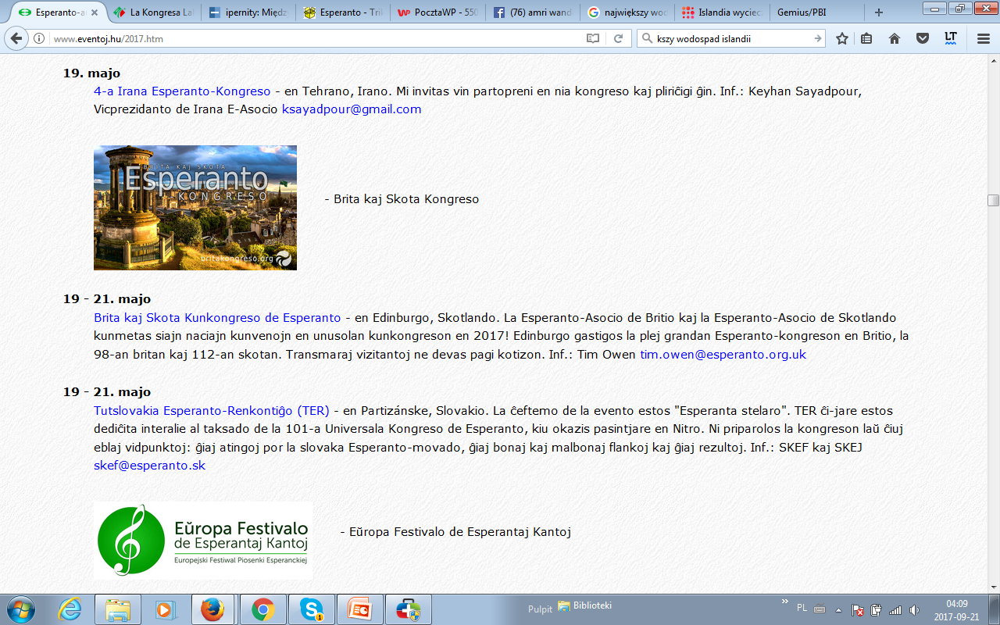 Esperanto-a
La Kongresa La
ipernity: Międz
Esperanto - Tril
PocztaWP - 550
(76) amri wand
największy wod
Islandia wyciec
Gemius/PBI
www.eventoj.hu/2017.htm
kszy wodospad islandii
LT
19. majo
4-a Irana Esperanto-Kongreso - en Tehrano, Irano. Mi invitas vin partopreni en nia kongreso kaj pliriĉigi ĝin. Inf.: Keyhan Sayadpour,
Vicprezidanto de Irana E-Asocio ksayadpour@gmail.com
BRITA KAJ SKOTA
Esperanto
KONGRESO
britakongreso.org
- Brita kaj Skota Kongreso
19 - 21. majo
Brita kaj Skota Kunkongreso de Esperanto - en Edinburgo, Skotlando. La Esperanto-Asocio de Britio kaj la Esperanto-Asocio de Skotlando
kunmetas siajn naciajn kunvenojn en unusolan kunkongreson en 2017! Edinburgo gastigos la plej grandan Esperanto-kongreson en Britio, la
98-an britan kaj 112-an skotan. Transmaraj vizitantoj ne devas pagi kotizon. Inf.: Tim Owen tim.owen@esperanto.org.uk
19 - 21. majo
Tutslovakia Esperanto-Renkontiĝo (TER) - en Partizánske, Slovakio. La ĉeftemo de la evento estos "Esperanta stelaro". TER ĉi-jare estos
dediĉita interalie al taksado de la 101-a Universala Kongreso de Esperanto, kiu okazis pasintjare en Nitro. Ni priparolos la kongreson laŭ ĉiuj
eblaj vidpunktoj: ĝiaj atingoj por la slovaka Esperanto-movado, ĝiaj bonaj kaj malbonaj flankoj kaj ĝiaj rezultoj. Inf.: SKEF kaj SKEJ
skef@esperanto.sk
Eŭropa Festivalo
de Esperantaj Kantoj
Europejski Festiwal Piosenki Esperanckiej
- Eŭropa Festivalo de Esperantaj Kantoj
Pulpit
Biblioteki
PL
04:09
2017-09-21